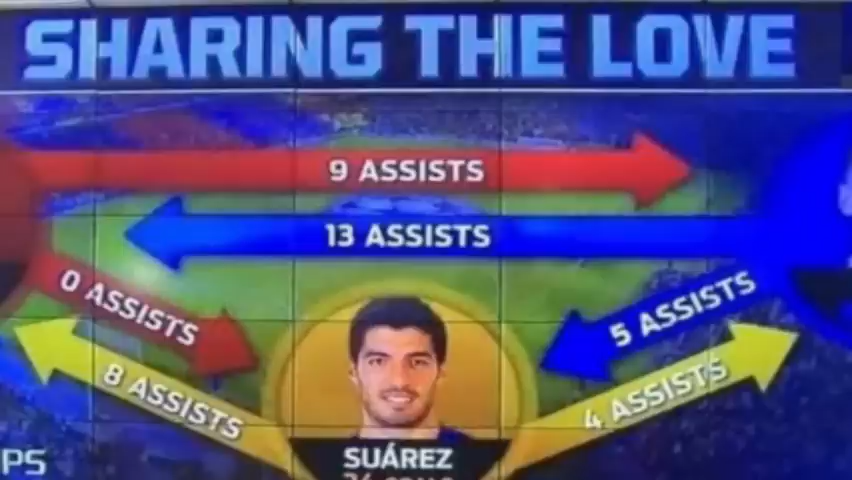 SHARING THE LOVE
9 ASSISTS
13 ASSISTS
0 ASSISTS
5 ASSISTS
8 ASSISTS
4 ASSISTS
SUÁREZ
PS